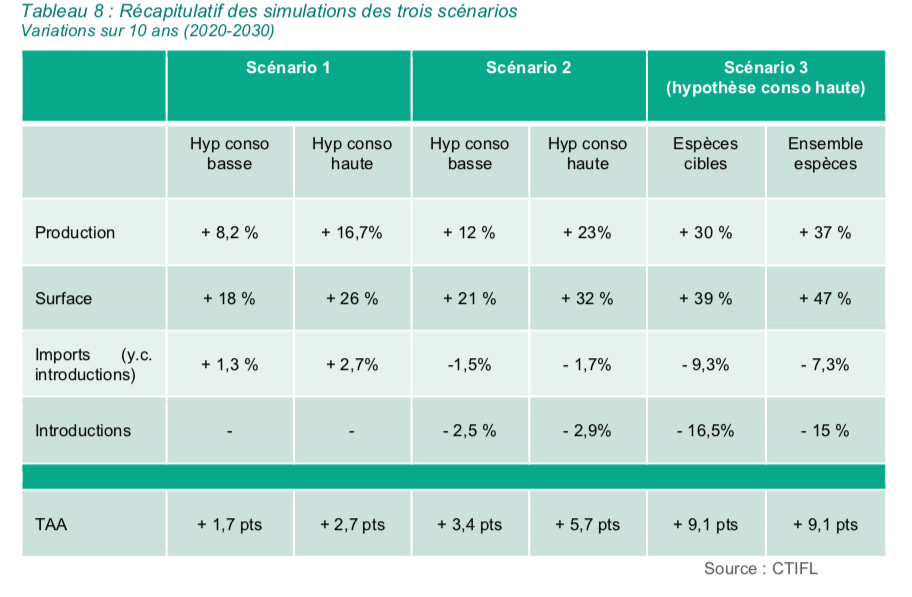 Tableau 8 : Récapitulatif des simulations des trois scénarios
Variations sur 10 ans (2020-2030)
Scénario 1 Scénario 2 Scénario 3
(hypothèse conso haute)
Hyp conso Hyp conso Hyp conso Hyp conso Espèces Ensemble
basse haute basse haute cibles espèces
Production + 8,2 % + 16,7% + 12 % + 23% + 30 % + 37 %
Surface + 18 % + 26 % + 21 % + 32 % + 39 % + 47 %
Imports (y.c.
introductions) + 1,3 % + 2,7% -1,5% - 1,7% - 9,3% - 7,3%
Introductions - - - 2,5 % - 2,9% - 16,5% - 15 %
TAA + 1,7 pts + 2,7 pts + 3,4 pts + 5,7 pts + 9,1 pts + 9,1 pts
Source : CTIFL